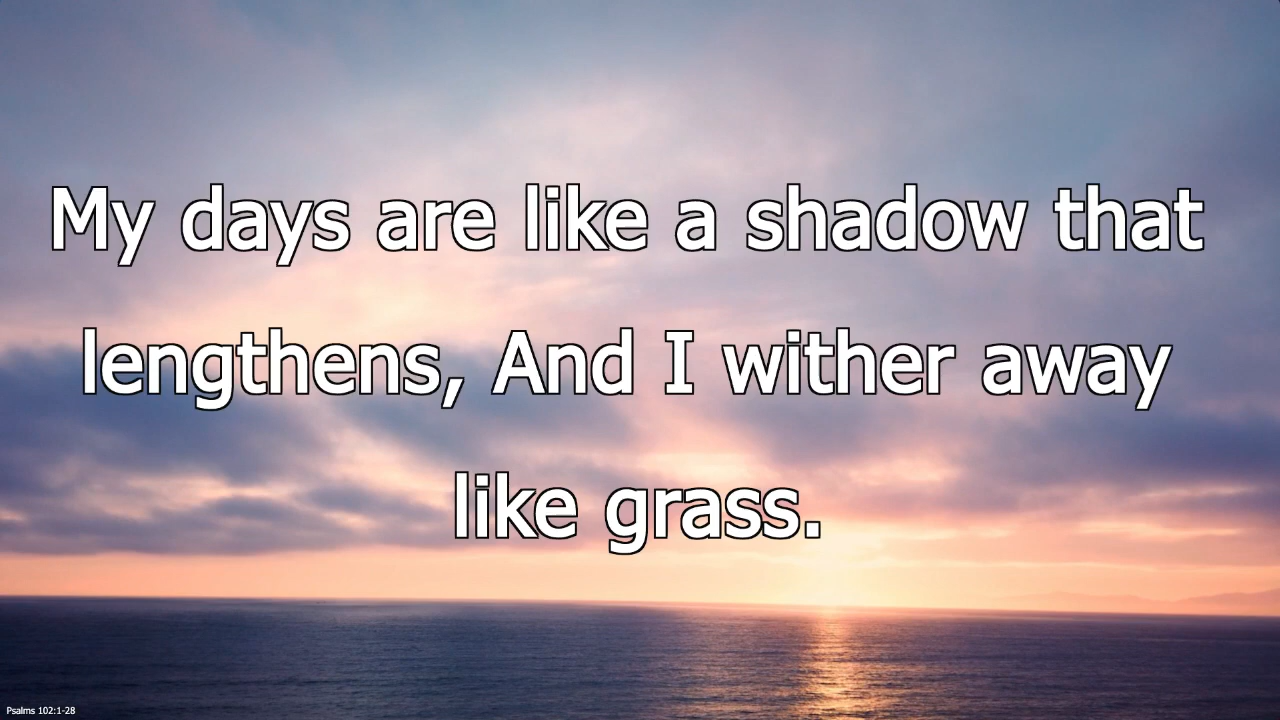 My days are like a shadow that
lengthens, And I wither away
like grass.
Psalms 102:1-28